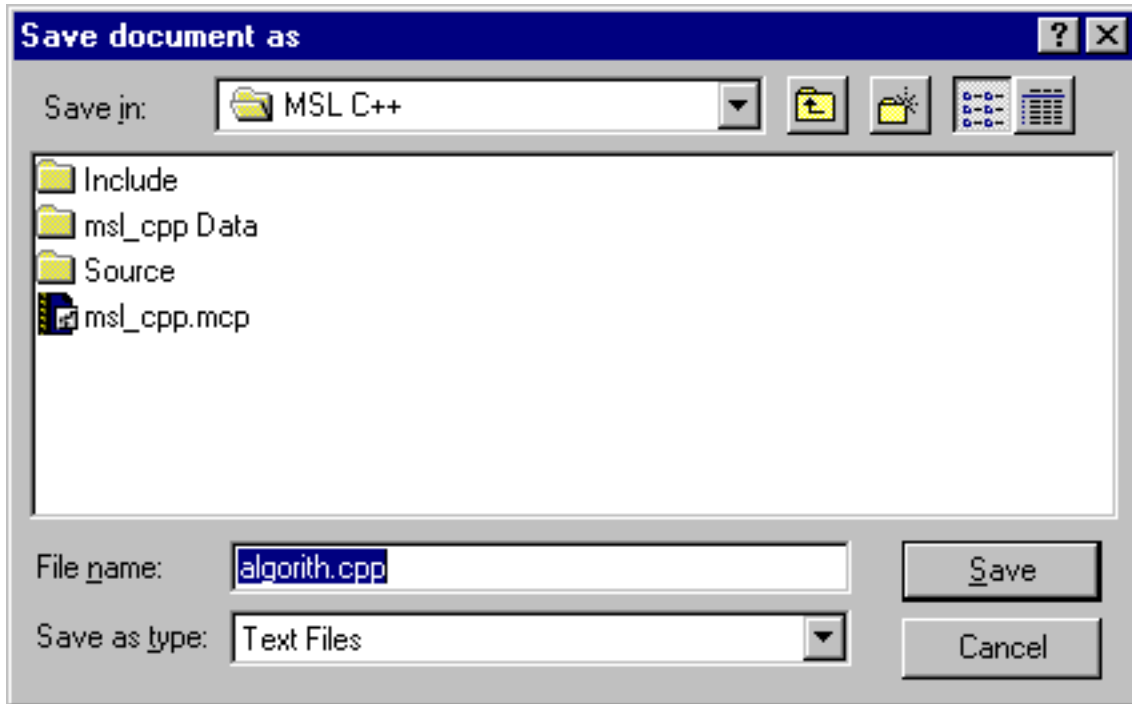 Save document as
Save in: MSL C++
Include
msl_cpp Data
Source
msl_cpp.mcp
File name: algorith.cpp
Save
Save as type: Text Files
Cancel